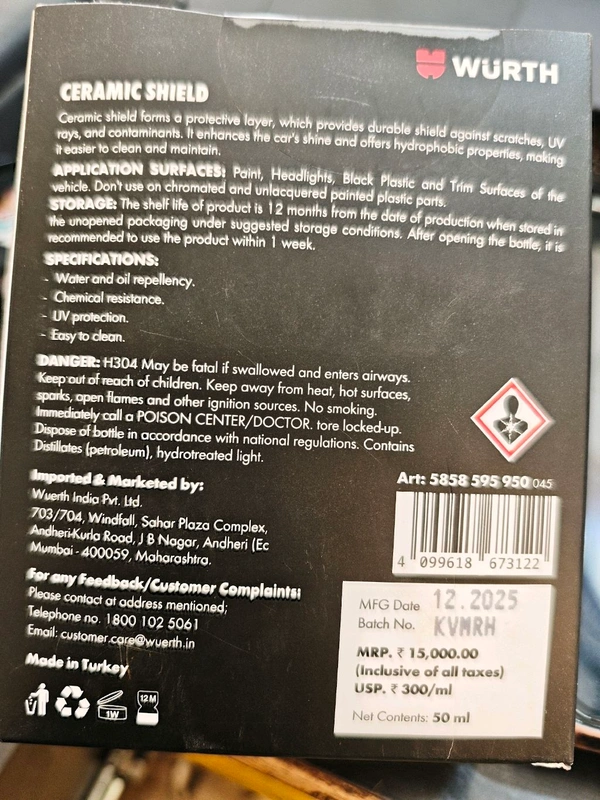 WÜRTH
CERAMIC SHIELD
Ceramic shield forms a protective layer, which provides durable shield against scratches, UV
rays, and contaminants. It enhances the car's shine and offers hydrophobic properties, making
it easier to clean and maintain.
APPLICATION SURFACES: Paint, Headlights, Black Plastic and Trim Surfaces of the
vehicle. Don't use on chromated and unlacquered painted plastic parts.
STORAGE: The shelf life of product is 12 months from the date of production when stored in
the unopened packaging under suggested storage conditions. After opening the bottle, it is
recommended to use the product within 1 week.
SPECIFICATIONS:
- Water and oil repellency.
- Chemical resistance.
- UV protection.
- Easy to clean.
DANGER: H304 May be fatal if swallowed and enters airways.
Keep out of reach of children. Keep away from heat, hot surfaces,
sparks, open flames and other ignition sources. No smoking.
Immediately call a POISON CENTER/DOCTOR. tore locked-up.
Dispose of bottle in accordance with national regulations. Contains
Distillates (petroleum), hydrotreated light.
Imported & Marketed by:
Wuerth India Pvt. Ltd.
703/704, Windfall, Sahar Plaza Complex,
Andheri-Kurla Road, J B Nagar, Andheri (Ec
Mumbai - 400059, Maharashtra.
For any Feedback/Customer Complaints:
Please contact at address mentioned;
Telephone no. 1800 102 5061
Email: customer.care@wuerth.in
Made in Turkey
1W
12 M
Art: 5858 595 950 045
4 099618 673122
MFG Date 12.2025
Batch No. KVMRH
MRP. ₹ 15,000.00
(Inclusive of all taxes)
USP. ₹ 300/ml
Net Contents: 50 ml